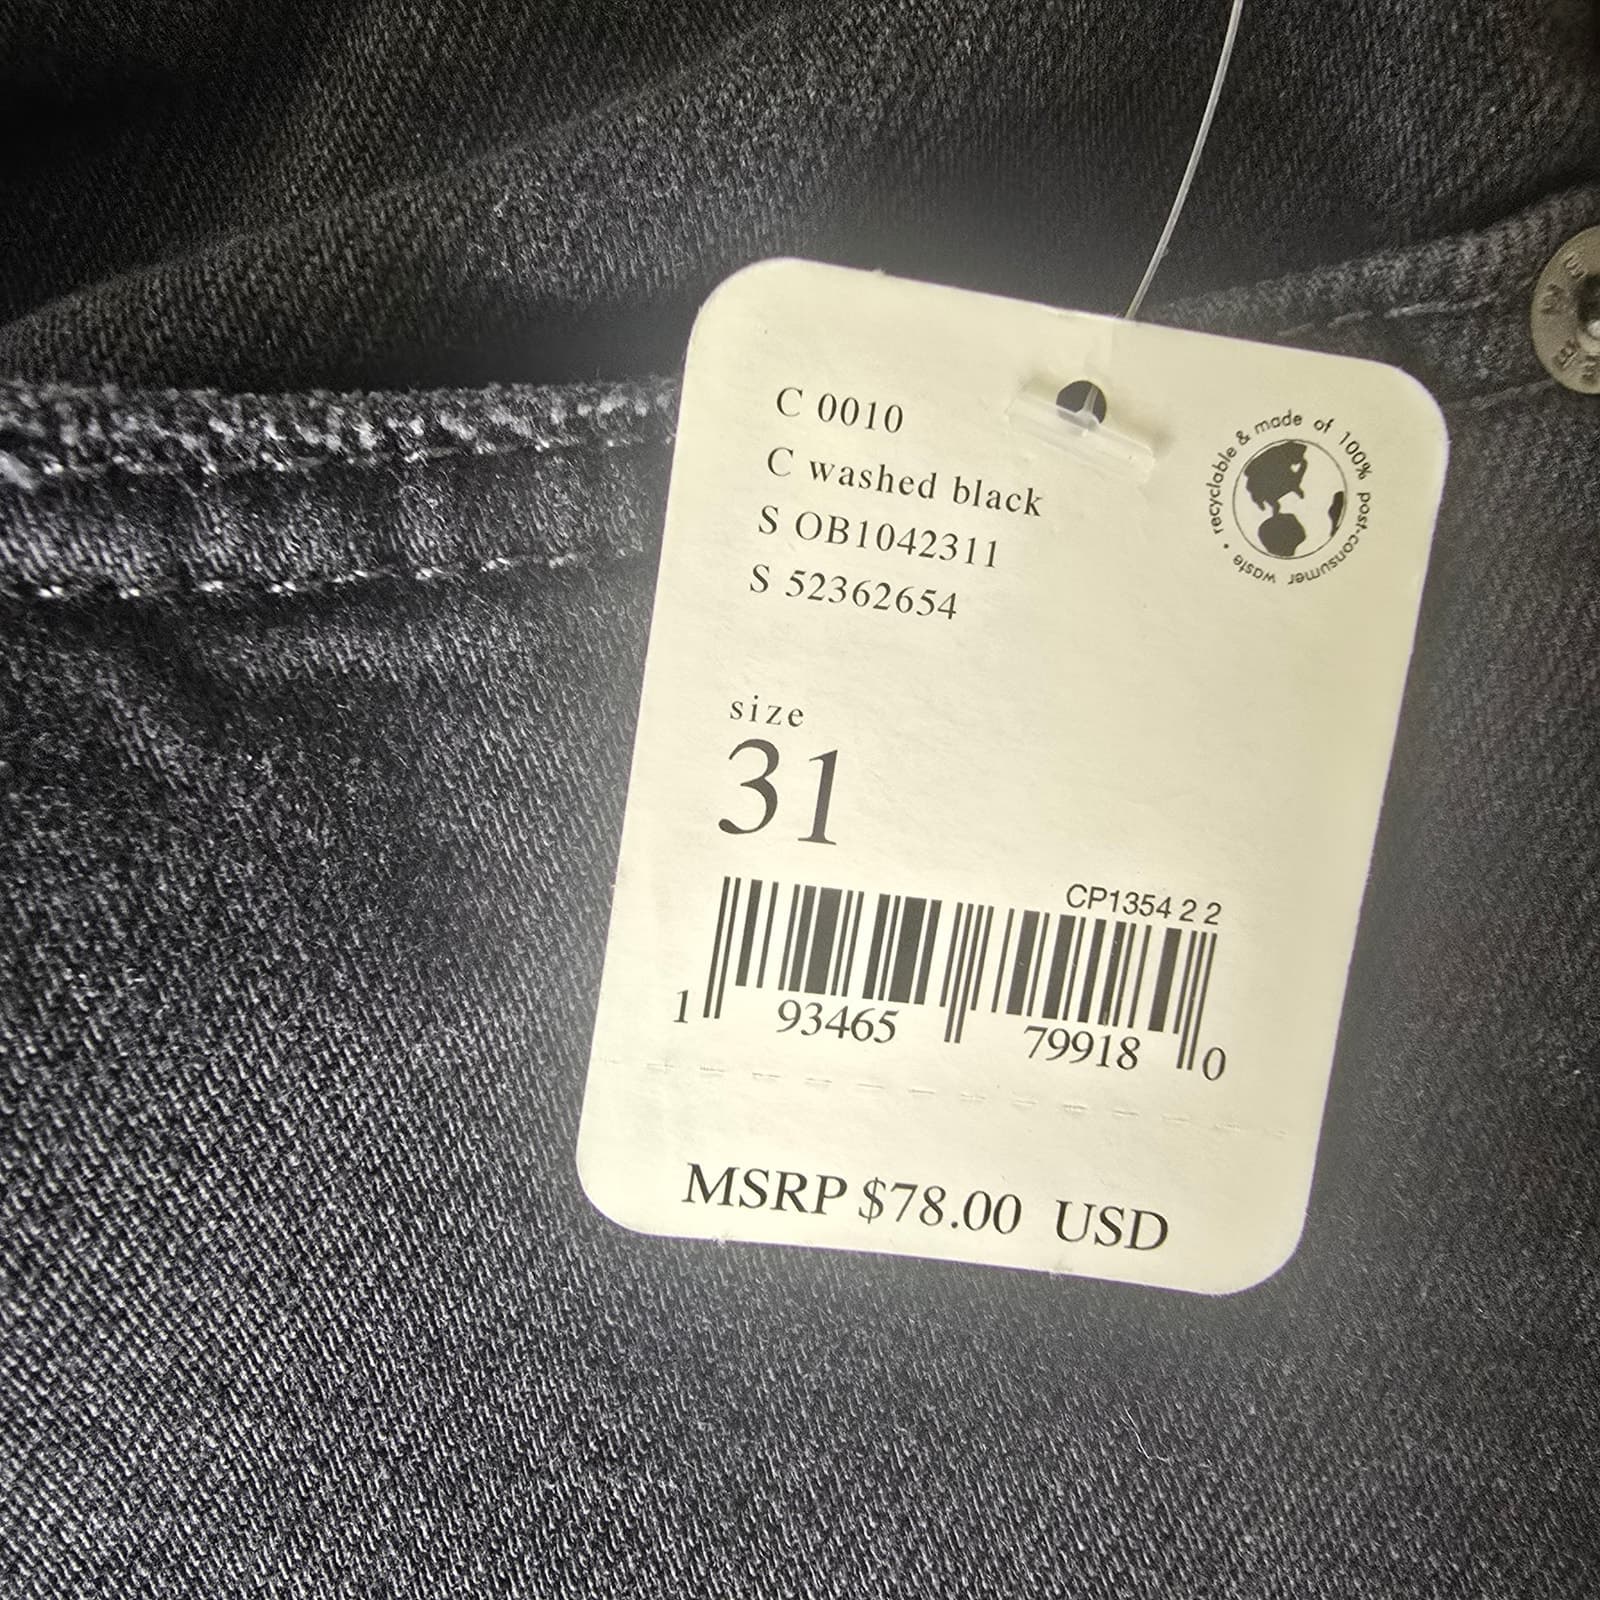 C 0010
C washed black
S OB1042311
S 52362654
recyclable & made of 100% post-consumer waste •
size
31
CP1354 2 2
1 93465 79918 0
MSRP $78.00 USD